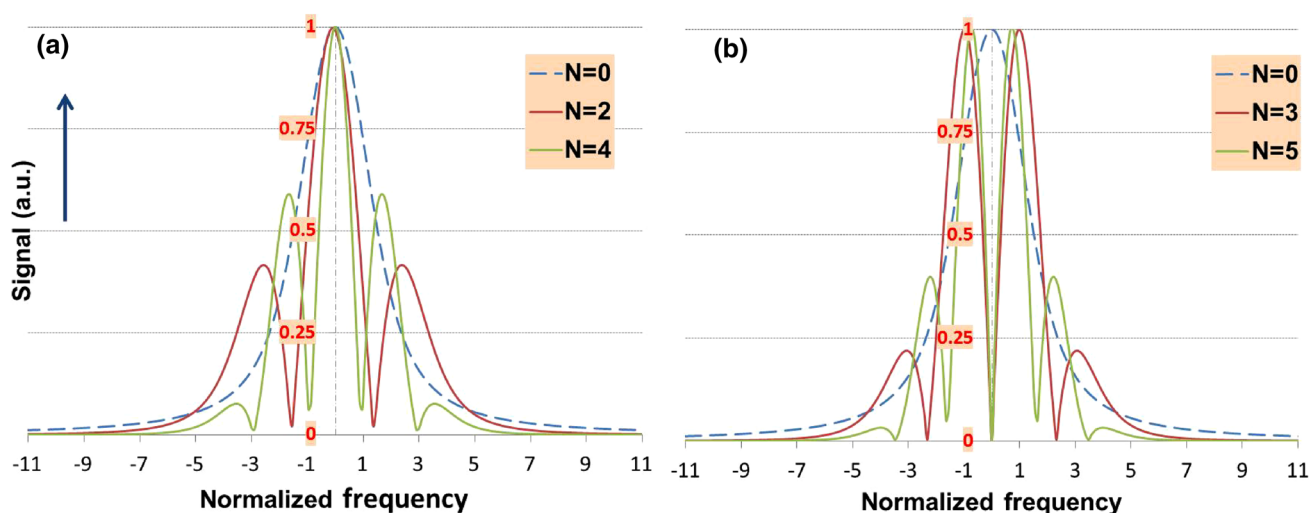 (a)
1
0.75
0.5
0.25
0
N=0
N=2
N=4
Signal (a.u.)
-11 -9 -7 -5 -3 -1 1 3 5 7 9 11
Normalized frequency
(b)
1
0.75
0.5
0.25
0
N=0
N=3
N=5
-11 -9 -7 -5 -3 -1 1 3 5 7 9 11
Normalized frequency